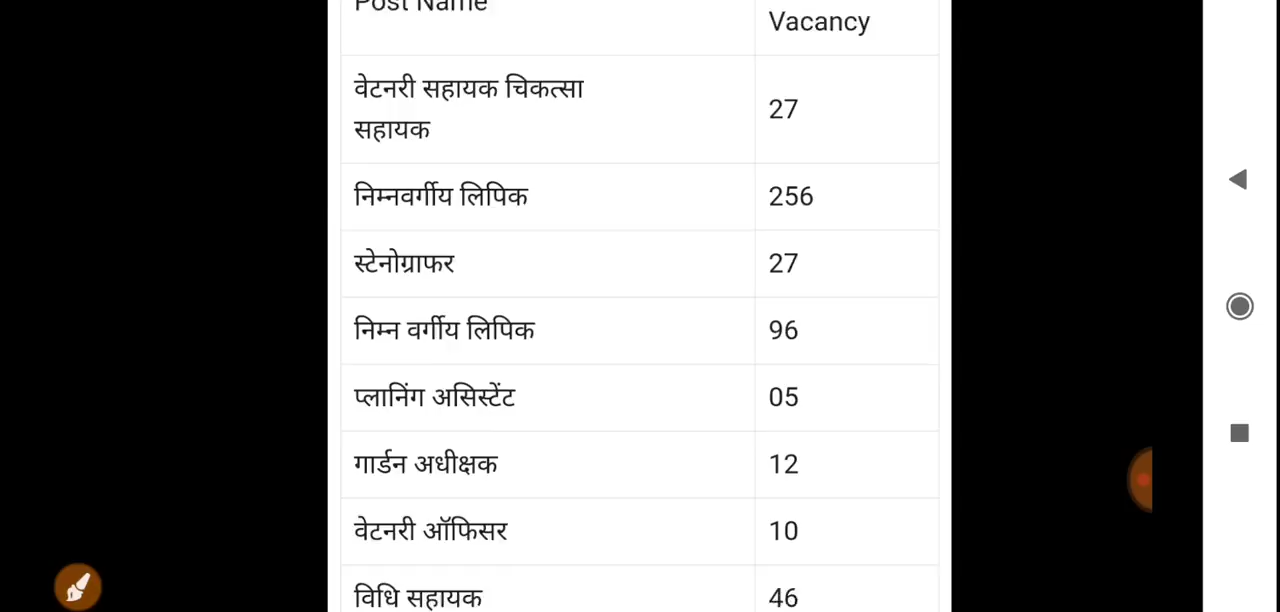 Post Name
Vacancy
वेटनरी सहायक चिकत्सा
सहायक
27
निम्नवर्गीय लिपिक 256
स्टेनोग्राफर 27
निम्न वर्गीय लिपिक 96
प्लानिंग असिस्टेंट 05
गार्डन अधीक्षक 12
वेटनरी ऑफिसर 10
विधि सहायक 46